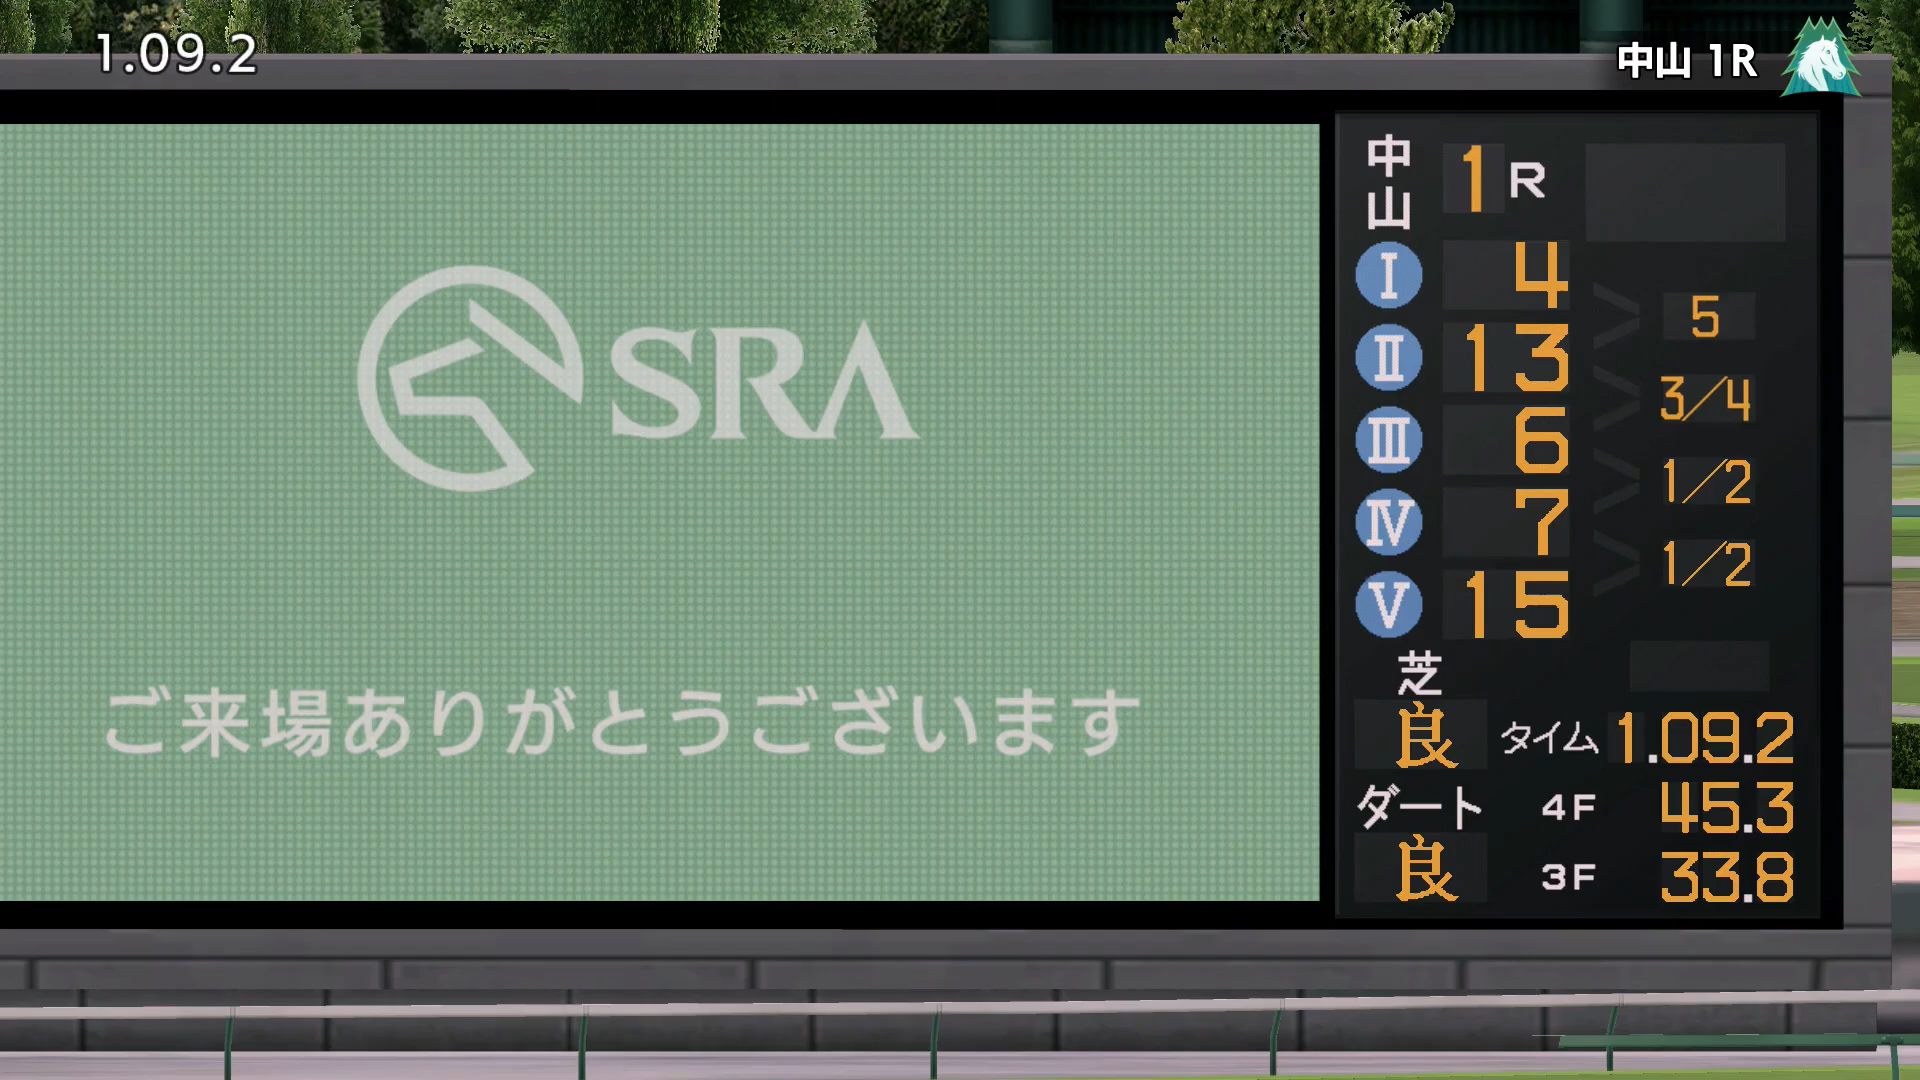 1.09.2
中山 1R
SRA
ご来場ありがとうございます
中山 1 R
I 4
5
II 13
3/4
III 6
1/2
IV 7
1/2
V 15
芝
良 タイム 1.09.2
ダート 4F 45.3
良 3F 33.8